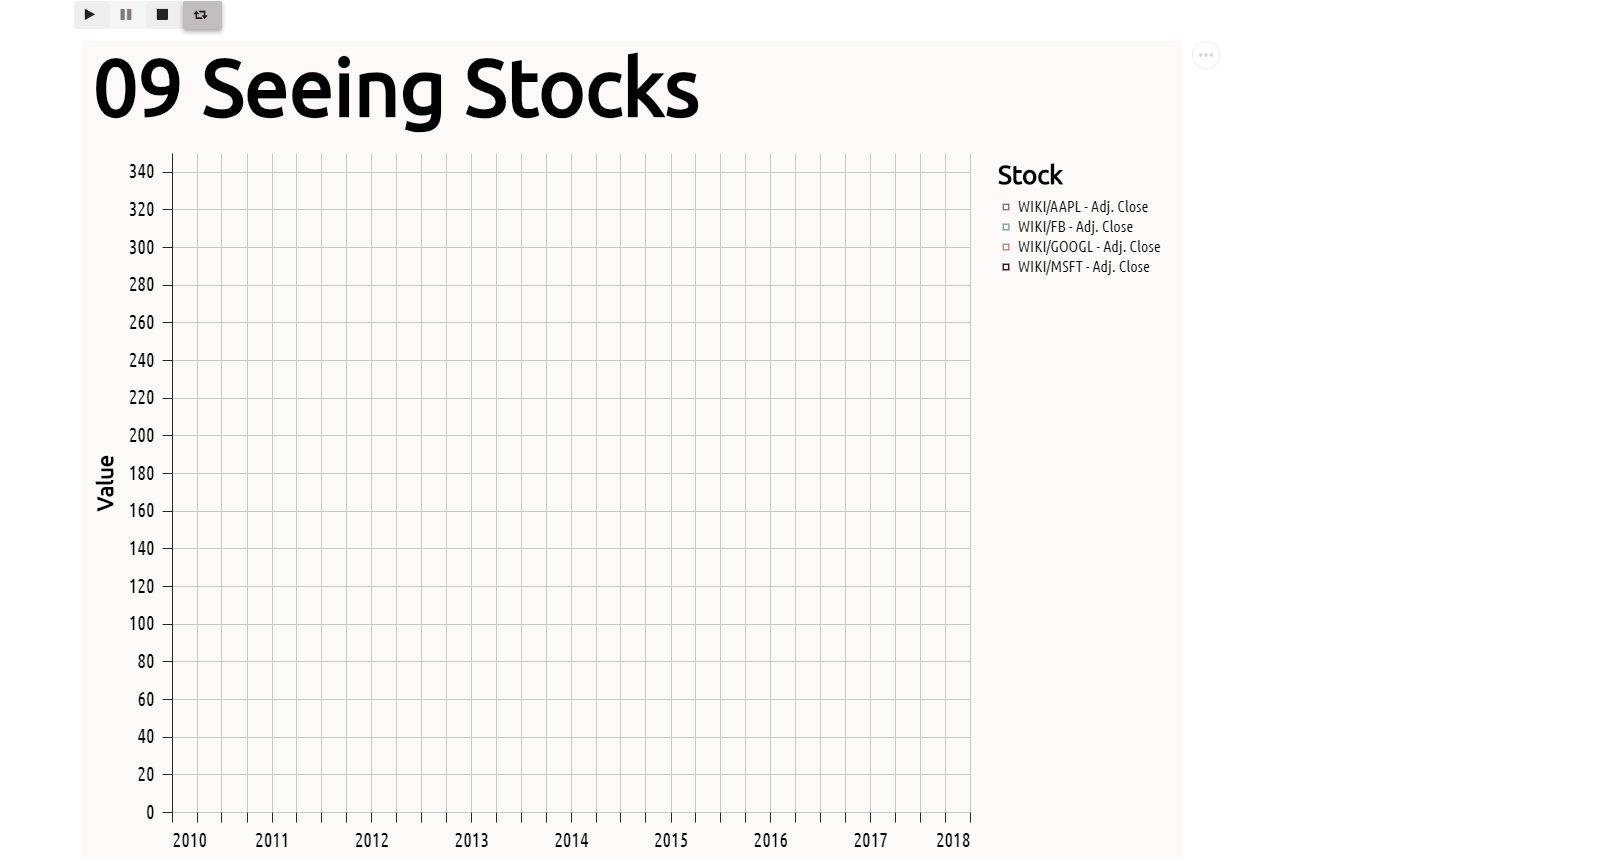 09 Seeing Stocks
340
320
300
280
260
240
220
200
180
160
140
120
100
80
60
40
20
0
Value
2010 2011 2012 2013 2014 2015 2016 2017 2018
Stock
WIKI/AAPL - Adj. Close
WIKI/FB - Adj. Close
WIKI/GOOGL - Adj. Close
WIKI/MSFT - Adj. Close